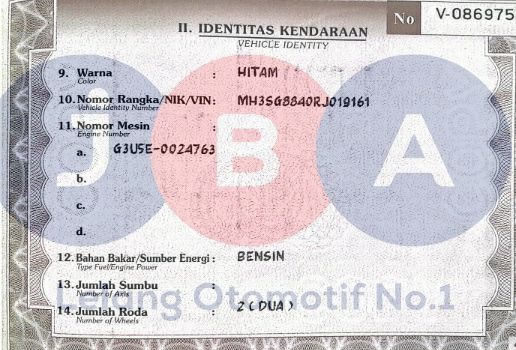 No V-086975
II. IDENTITAS KENDARAAN
VEHICLE IDENTITY
9. Warna : HITAM
Color
10. Nomor Rangka/NIK/VIN : MH3SG8840RJ019161
Vehicle Identity Number
11. Nomor Mesin :
Engine Number
a. G3U5E-0024763
b.
c.
d.
12. Bahan Bakar/Sumber Energi : BENSIN
Type Fuel/Engine Power
13. Jumlah Sumbu :
Number of Axis
14. Jumlah Roda : 2 ( DUA )
Number of Wheels
jBA
Lelang Otomotif No.1